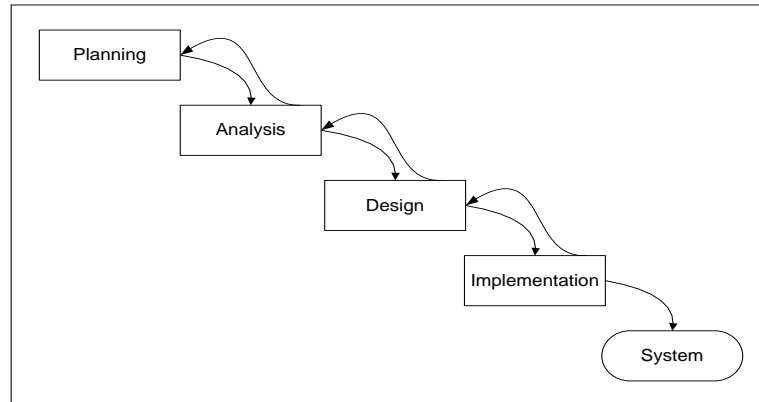 Planning
Analysis
Design
Implementation
System